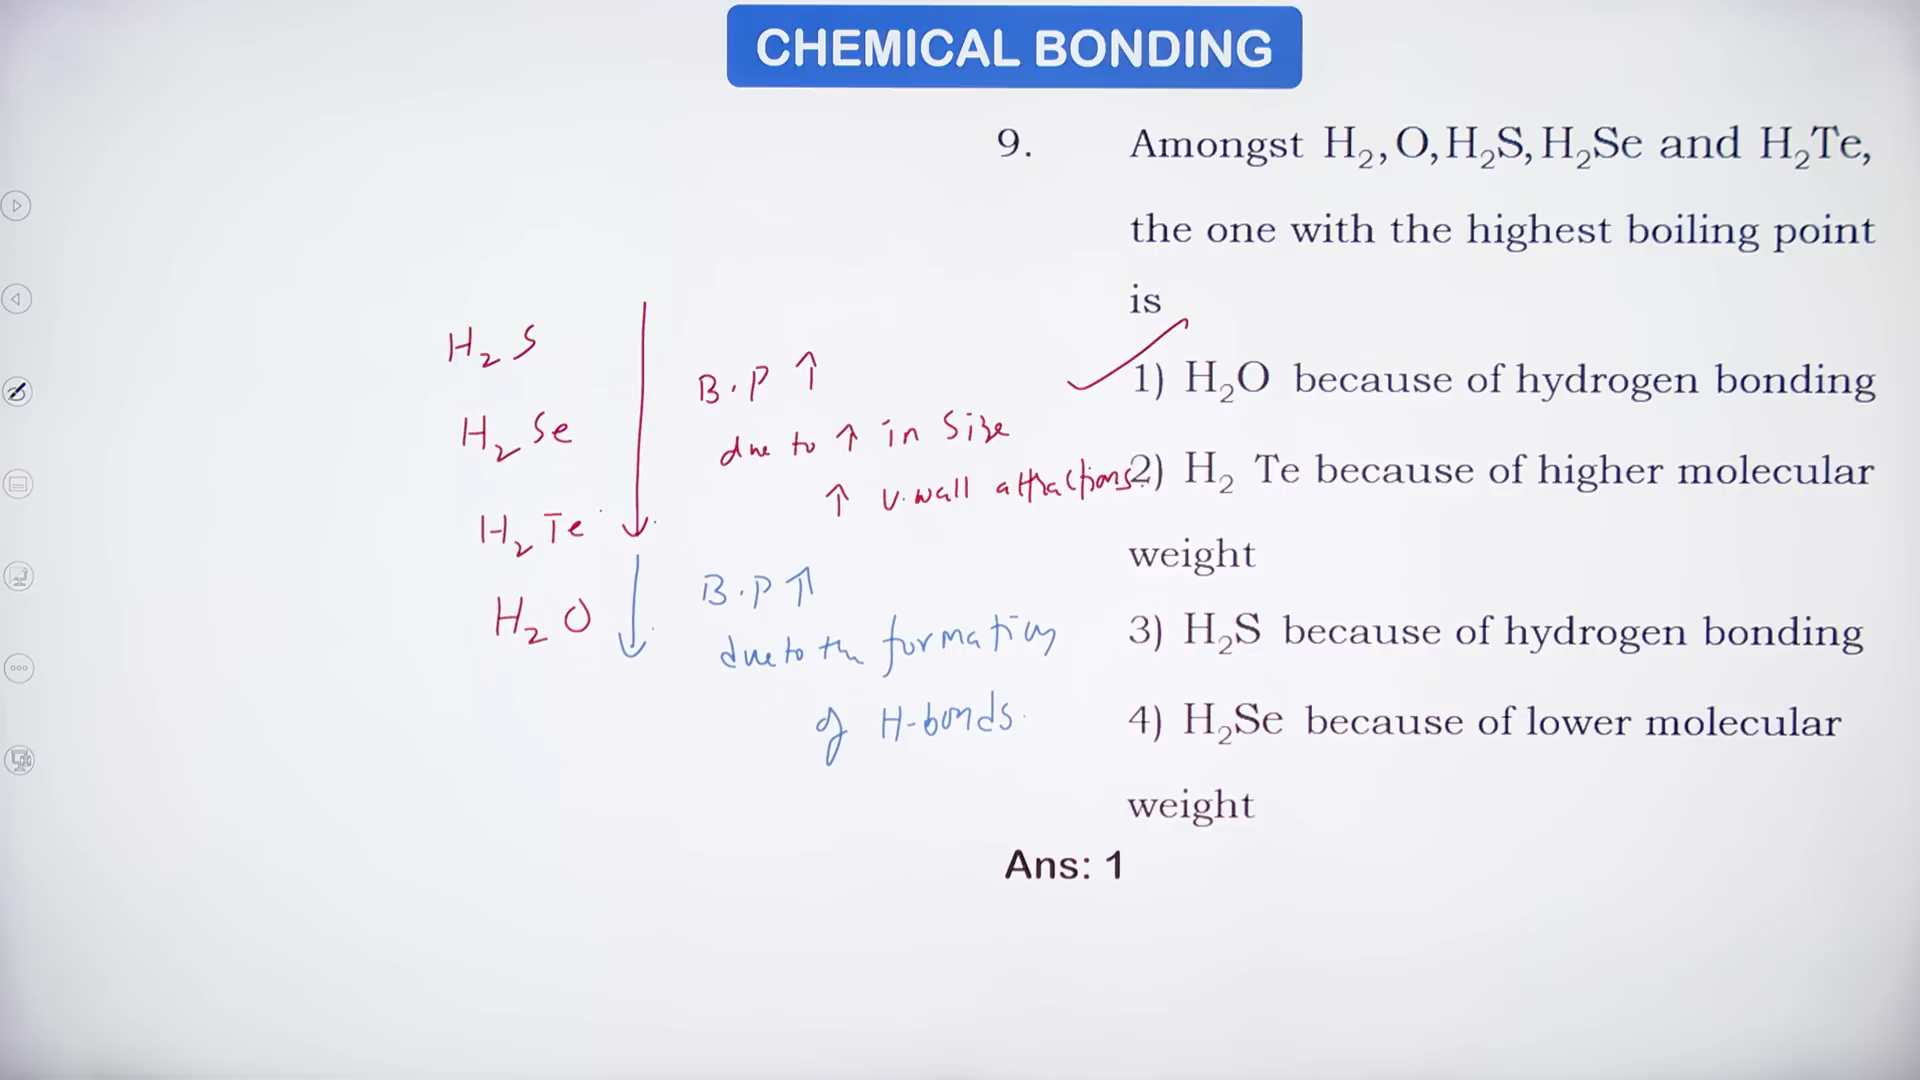 CHEMICAL BONDING
9. Amongst H₂,O,H₂S,H₂Se and H₂Te,
the one with the highest boiling point
is
1) H₂O because of hydrogen bonding
2) H₂ Te because of higher molecular
weight
3) H₂S because of hydrogen bonding
4) H₂Se because of lower molecular
weight
Ans: 1
H₂S
H₂Se
H₂Te
H₂O
B.P ↑
due to ↑ in Size
↑ V.wall attractions
B.P ↑
due to the formation
of H-bonds.